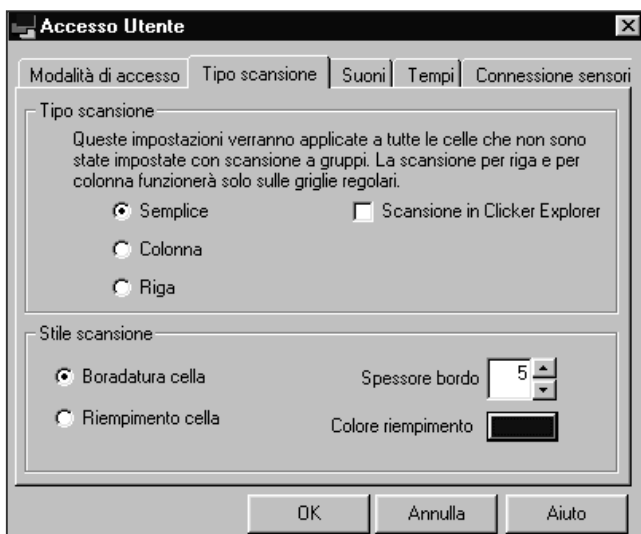 Accesso Utente
Modalità di accesso Tipo scansione Suoni Tempi Connessione sensori
Tipo scansione
Queste impostazioni verranno applicate a tutte le celle che non sono
state impostate con scansione a gruppi. La scansione per riga e per
colonna funzionerà solo sulle griglie regolari.
Semplice Scansione in Clicker Explorer
Colonna
Riga
Stile scansione
Boradatura cella Spessore bordo 5
Riempimento cella Colore riempimento
OK Annulla Aiuto